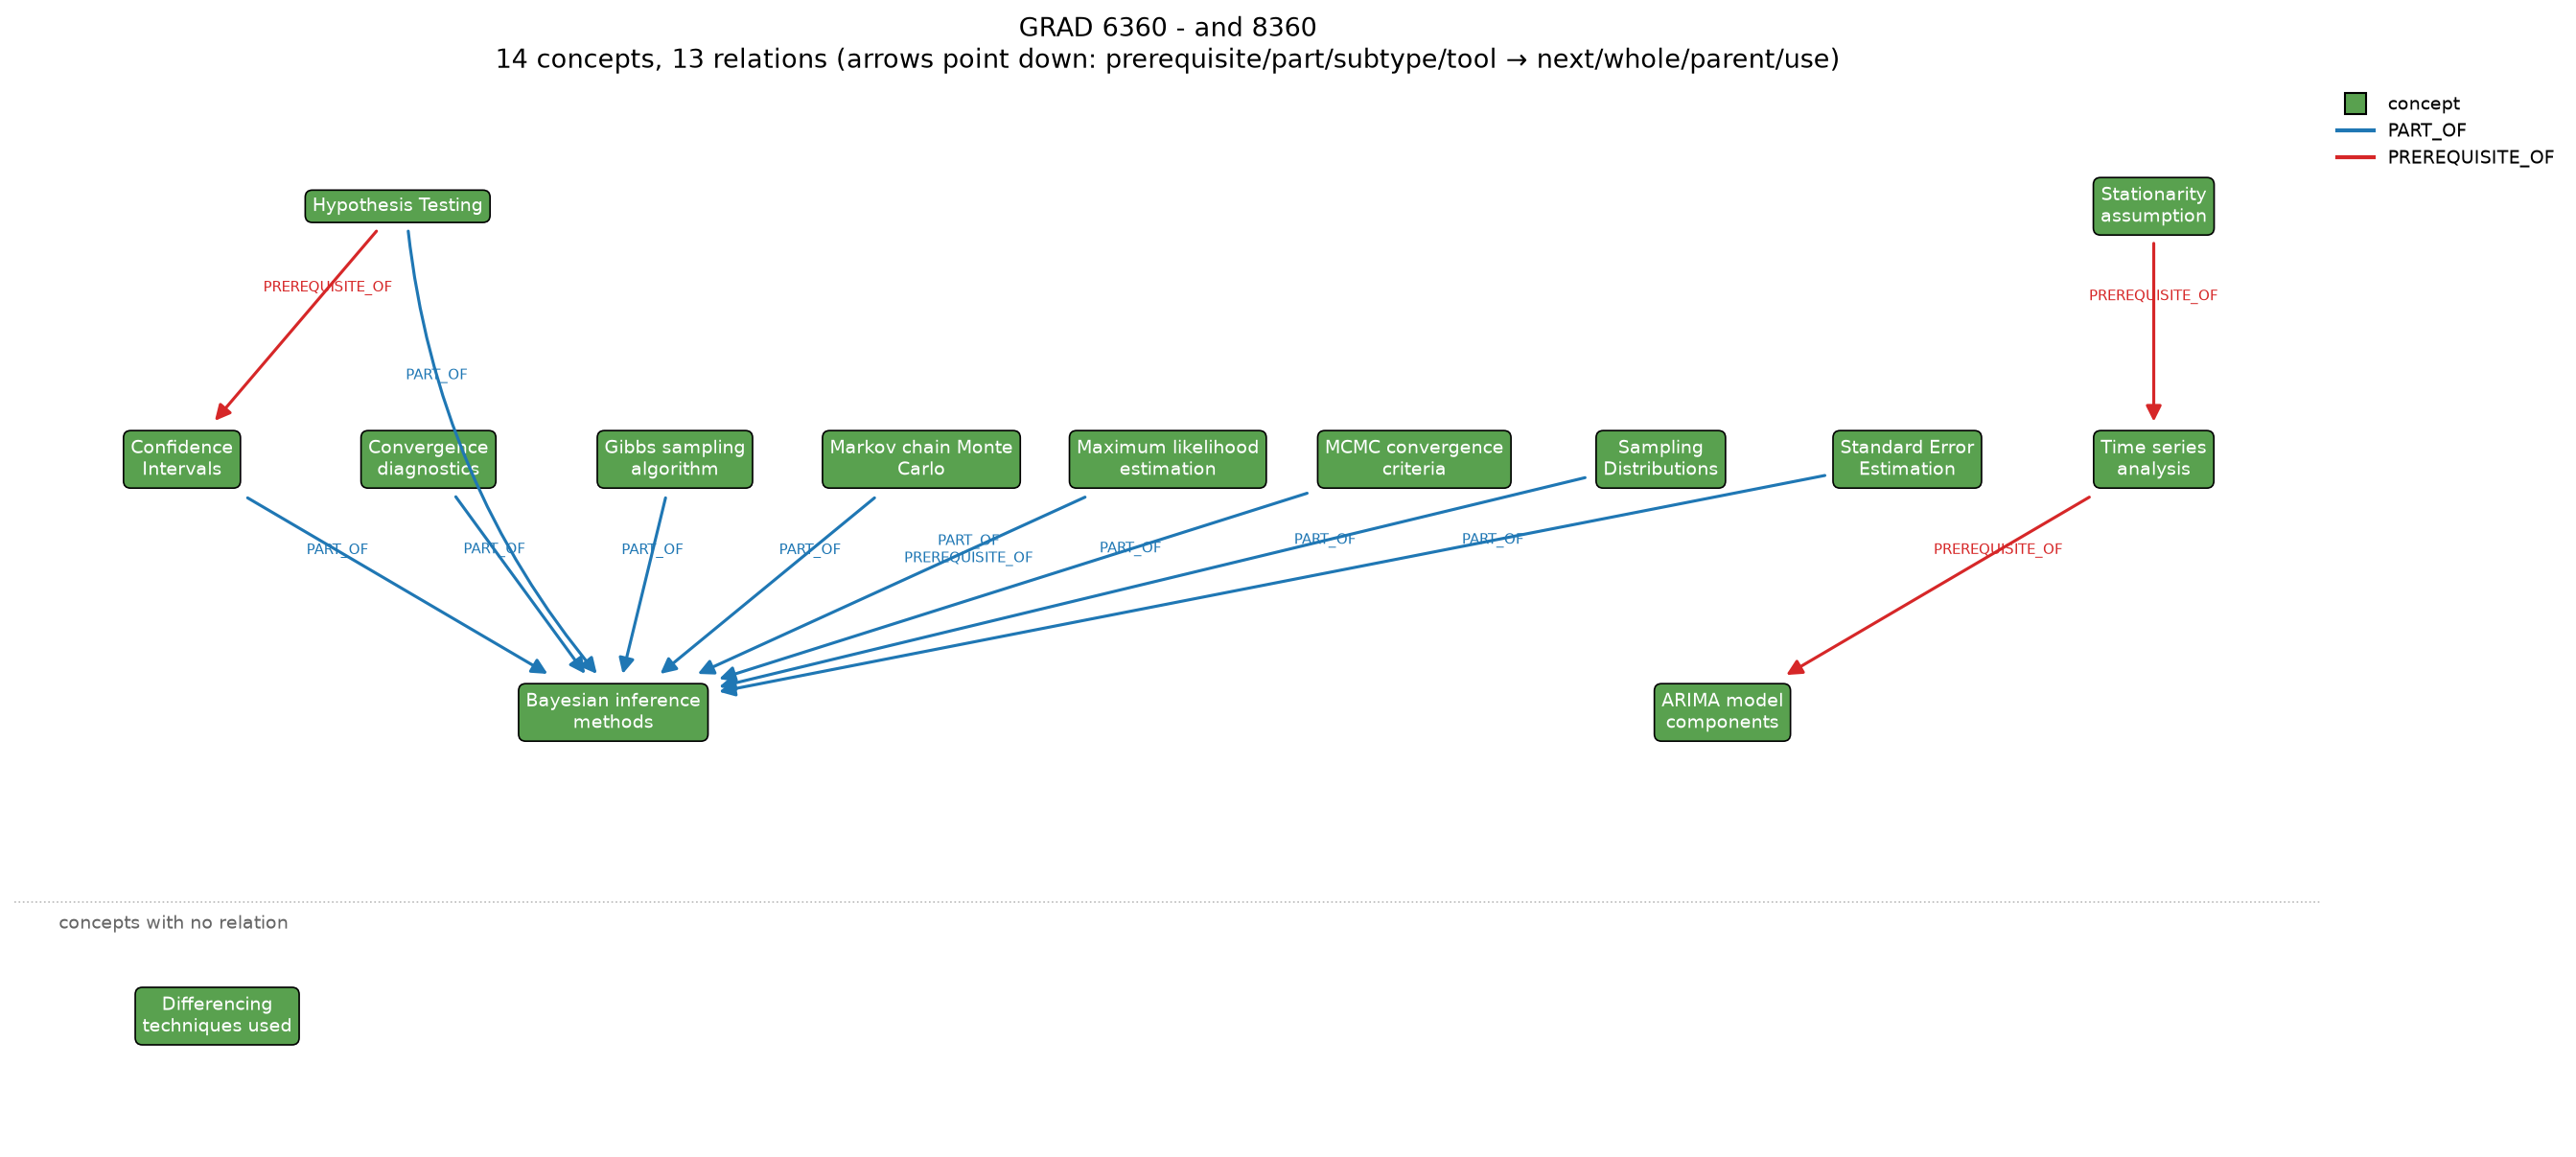 GRAD 6360 - and 8360
14 concepts, 13 relations (arrows point down: prerequisite/part/subtype/tool → next/whole/parent/use)
concept
PART_OF
PREREQUISITE_OF
Hypothesis Testing
Stationarity
assumption
PREREQUISITE_OF
PREREQUISITE_OF
PART_OF
Confidence
Intervals
Convergence
diagnostics
Gibbs sampling
algorithm
Markov chain Monte
Carlo
Maximum likelihood
estimation
MCMC convergence
criteria
Sampling
Distributions
Standard Error
Estimation
Time series
analysis
PART_OF
PART_OF
PART_OF
PART_OF
PART_OF
PREREQUISITE_OF
PART_OF
PART_OF
PART_OF
PREREQUISITE_OF
Bayesian inference
methods
ARIMA model
components
concepts with no relation
Differencing
techniques used